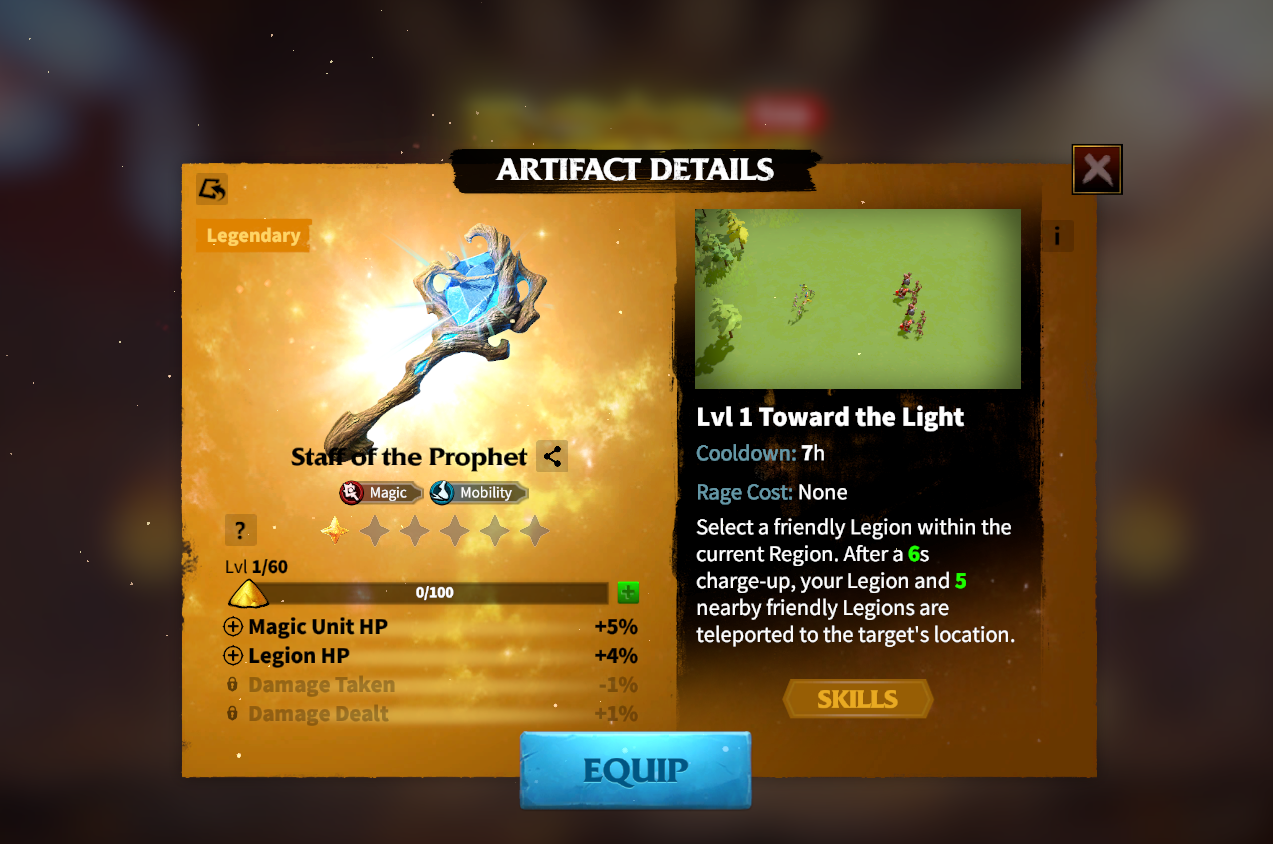 ARTIFACT DETAILS
Legendary
i
Staff of the Prophet
Magic Mobility
?
Lvl 1/60
0/100
Magic Unit HP +5%
Legion HP +4%
Damage Taken -1%
Damage Dealt +1%
Lvl 1 Toward the Light
Cooldown: 7h
Rage Cost: None
Select a friendly Legion within the
current Region. After a 6s
charge-up, your Legion and 5
nearby friendly Legions are
teleported to the target's location.
SKILLS
EQUIP